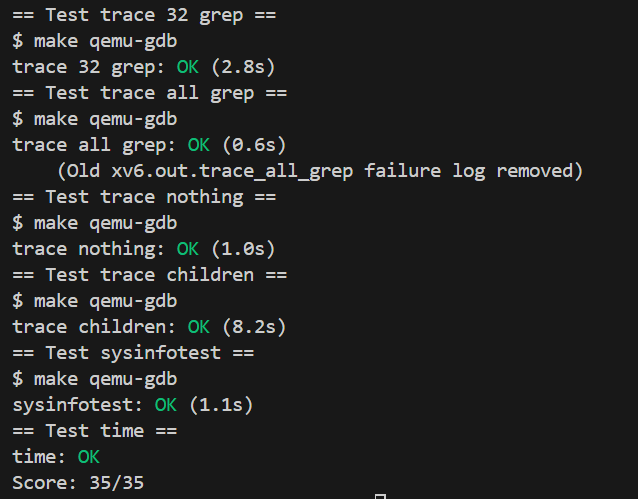 == Test trace 32 grep ==
$ make qemu-gdb
trace 32 grep: OK (2.8s)
== Test trace all grep ==
$ make qemu-gdb
trace all grep: OK (0.6s)
    (Old xv6.out.trace_all_grep failure log removed)
== Test trace nothing ==
$ make qemu-gdb
trace nothing: OK (1.0s)
== Test trace children ==
$ make qemu-gdb
trace children: OK (8.2s)
== Test sysinfotest ==
$ make qemu-gdb
sysinfotest: OK (1.1s)
== Test time ==
time: OK
Score: 35/35